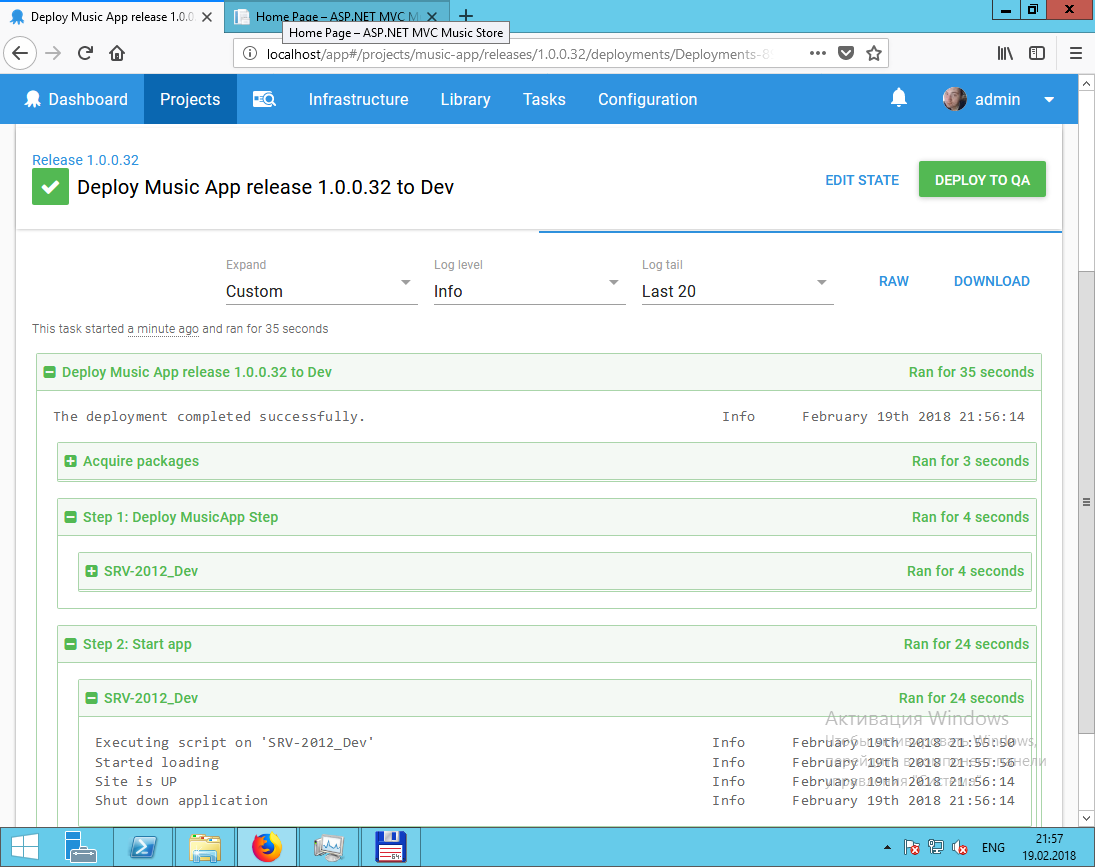 Deploy Music App release 1.0.0
Home Page – ASP.NET MVC M
Home Page – ASP.NET MVC Music Store
localhost/app#/projects/music-app/releases/1.0.0.32/deployments/Deployments-8
Dashboard
Projects
Infrastructure
Library
Tasks
Configuration
admin
Release 1.0.0.32
Deploy Music App release 1.0.0.32 to Dev
EDIT STATE
DEPLOY TO QA
Expand
Log level
Log tail
Custom
Info
Last 20
RAW
DOWNLOAD
This task started a minute ago and ran for 35 seconds
Deploy Music App release 1.0.0.32 to Dev Ran for 35 seconds
The deployment completed successfully. Info February 19th 2018 21:56:14
Acquire packages Ran for 3 seconds
Step 1: Deploy MusicApp Step Ran for 4 seconds
SRV-2012_Dev Ran for 4 seconds
Step 2: Start app Ran for 24 seconds
SRV-2012_Dev Ran for 24 seconds
Активация Windows
Executing script on 'SRV-2012_Dev' Info February 19th 2018 21:55:50
Чтобы активировать Windows,
Started loading Info February 19th 2018 21:55:56
перейдите в компонент панели
Site is UP Info February 19th 2018 21:56:14
управления "Система".
Shut down application Info February 19th 2018 21:56:14
64
ENG
21:57
19.02.2018